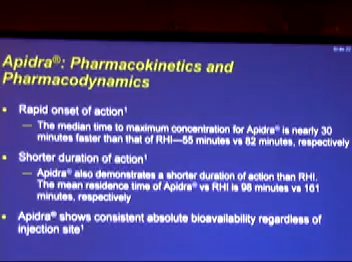 Apidra®: Pharmacokinetics and
Pharmacodynamics
• Rapid onset of action¹
— The median time to maximum concentration for Apidra® is nearly 30
minutes faster than that of RHI—55 minutes vs 82 minutes, respectively
• Shorter duration of action¹
— Apidra® also demonstrates a shorter duration of action than RHI.
The mean residence time of Apidra® vs RHI is 98 minutes vs 161
minutes, respectively
• Apidra® shows consistent absolute bioavailability regardless of
injection site¹